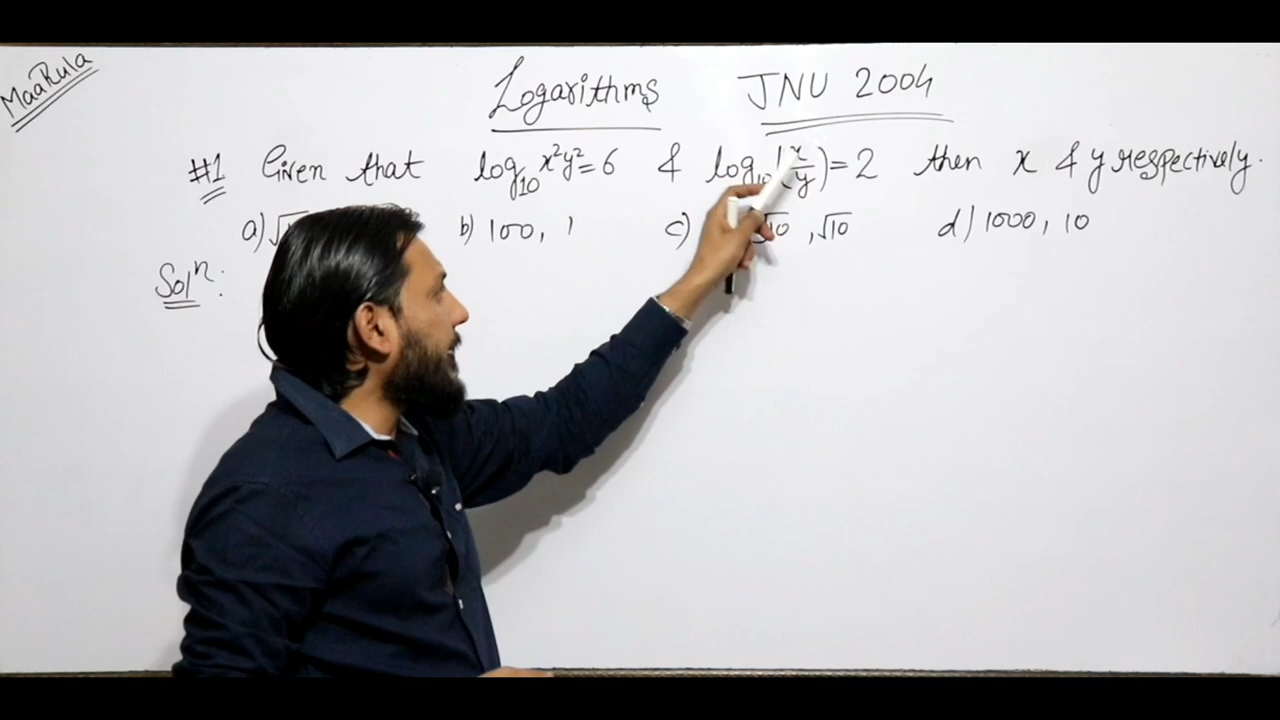 MaaRula
Logarithms JNU 2004
#1 Given that log₁₀ x²y² = 6 & log₁₀ (x/y) = 2 then x & y respectively.
a) √ b) 100, 1 c) √10 , √10 d) 1000, 10
Solⁿ: